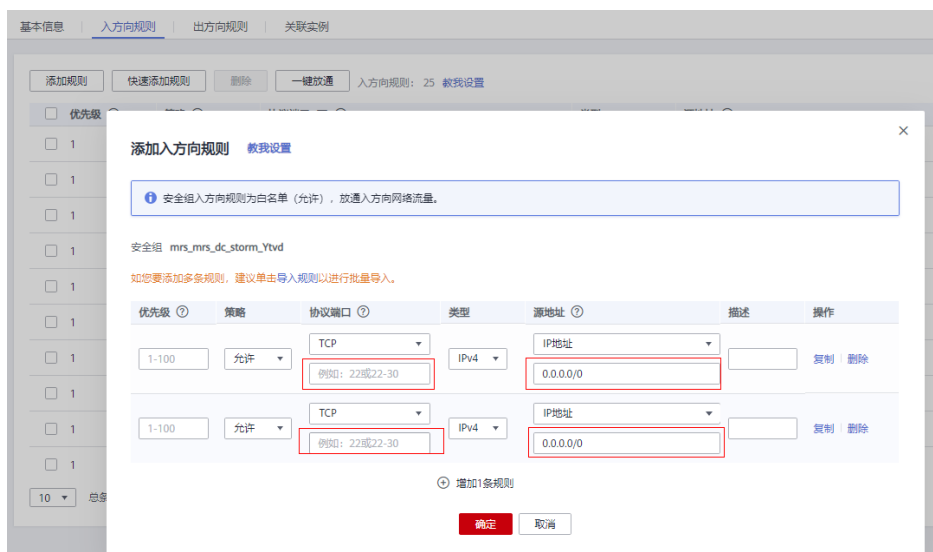 基本信息 入方向规则 出方向规则 关联实例
添加规则 快速添加规则 删除 一键放通 入方向规则: 25 教我设置
优先级
1
添加入方向规则 教我设置
1
安全组入方向规则为白名单（允许），放通入方向网络流量。
1
1
安全组 mrs_mrs_dc_storm_Ytvd
如您要添加多条规则，建议单击导入规则以进行批量导入。
1
优先级 策略 协议端口 类型 源地址 描述 操作
1
TCP IP地址
1
1-100 允许 IPv4 复制 删除
例如：22或22-30 0.0.0.0/0
1
TCP IP地址
1
1-100 允许 IPv4 复制 删除
例如：22或22-30 0.0.0.0/0
1
增加1条规则
10 总条
确定 取消